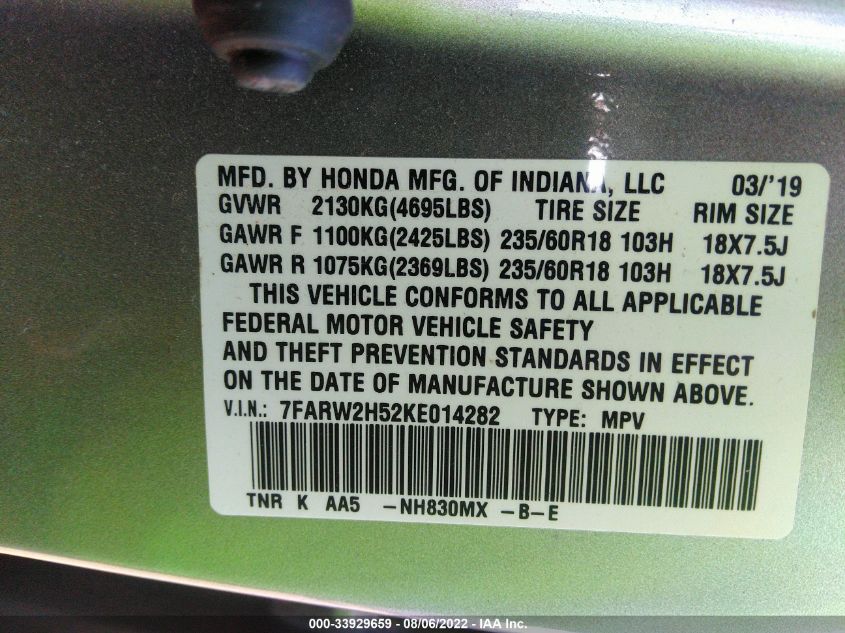 MFD. BY HONDA MFG. OF INDIANA, LLC 03/'19
GVWR 2130KG(4695LBS) TIRE SIZE RIM SIZE
GAWR F 1100KG(2425LBS) 235/60R18 103H 18X7.5J
GAWR R 1075KG(2369LBS) 235/60R18 103H 18X7.5J
THIS VEHICLE CONFORMS TO ALL APPLICABLE
FEDERAL MOTOR VEHICLE SAFETY
AND THEFT PREVENTION STANDARDS IN EFFECT
ON THE DATE OF MANUFACTURE SHOWN ABOVE.
V.I.N.: 7FARW2H52KE014282 TYPE: MPV
TNR K AA5 -NH830MX -B-E
000-33929659 - 08/06/2022 - IAA Inc.